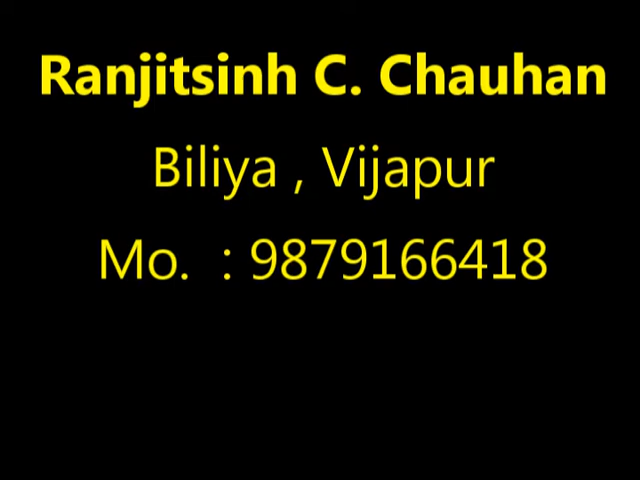 Ranjitsinh C. Chauhan
Biliya , Vijapur
Mo.  : 9879166418